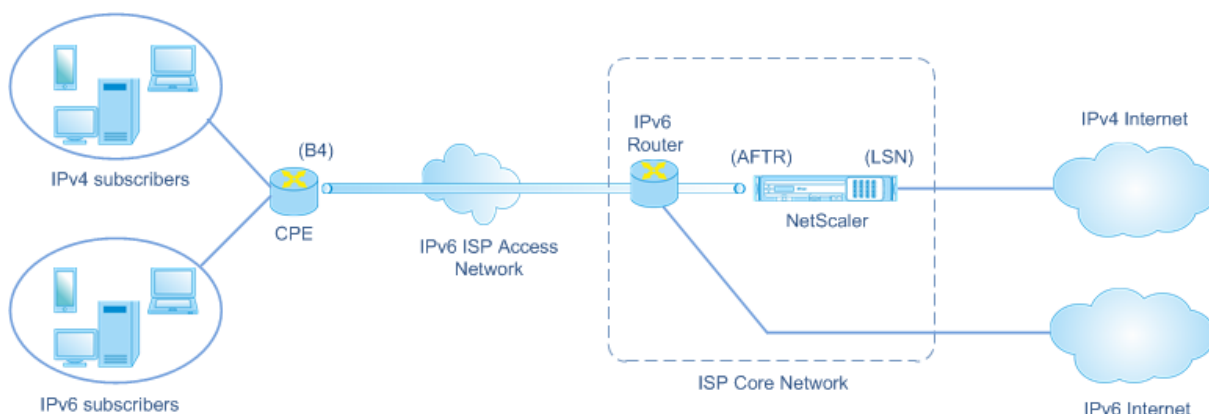 IPv4 subscribers
(B4)
CPE
IPv6 subscribers
IPv6 ISP Access
Network
IPv6
Router
(AFTR)
(LSN)
NetScaler
ISP Core Network
IPv4 Internet
IPv6 Internet